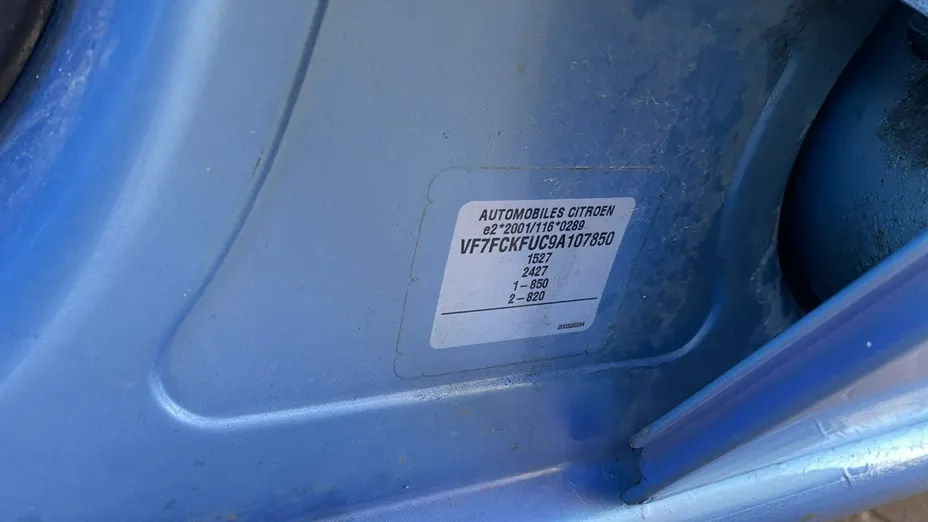 AUTOMOBILES CITROEN
e2*2001/116*0289
VF7FCKFUC9A107850
1527
2427
1-850
2-820